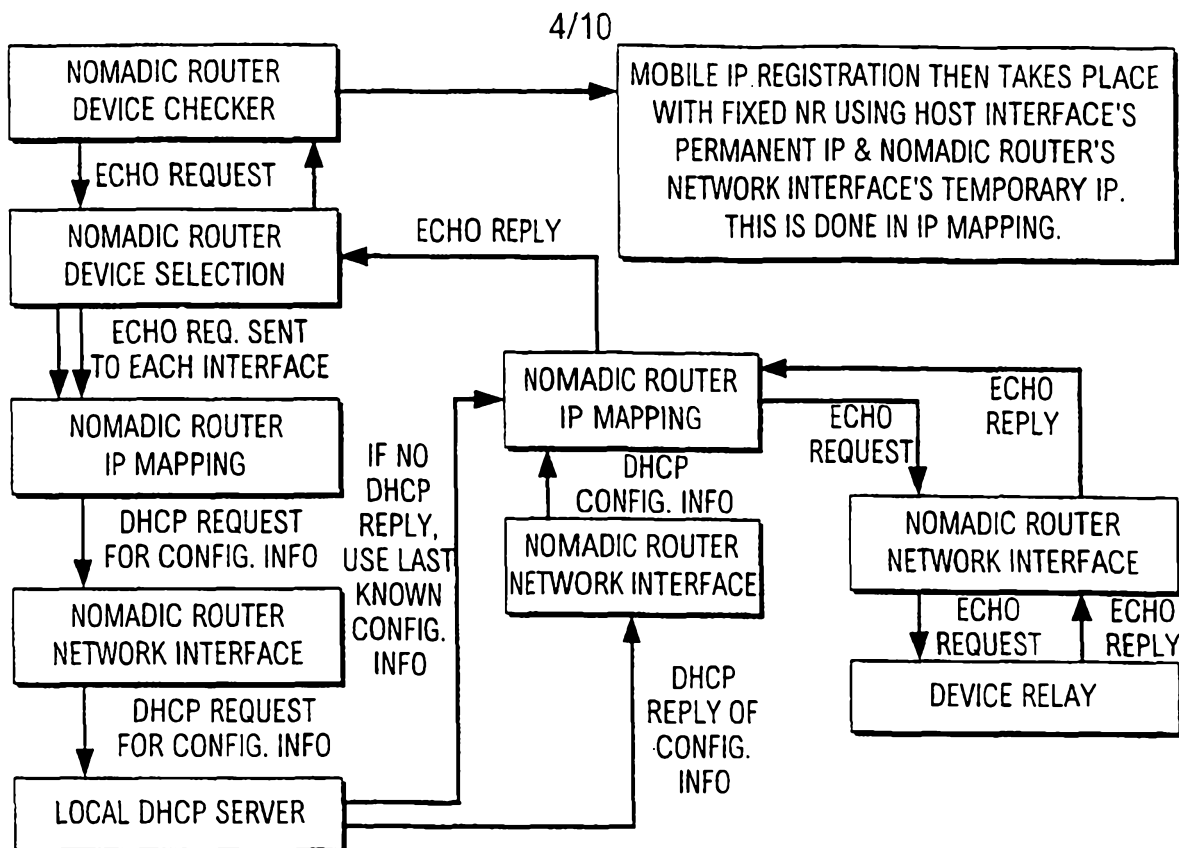 4/10
NOMADIC ROUTER
DEVICE CHECKER
MOBILE IP. REGISTRATION THEN TAKES PLACE
WITH FIXED NR USING HOST INTERFACE'S
PERMANENT IP & NOMADIC ROUTER'S
NETWORK INTERFACE'S TEMPORARY IP.
THIS IS DONE IN IP MAPPING.
ECHO REQUEST
NOMADIC ROUTER
DEVICE SELECTION
ECHO REPLY
ECHO REQ. SENT
TO EACH INTERFACE
NOMADIC ROUTER
IP MAPPING
NOMADIC ROUTER
IP MAPPING
ECHO
REQUEST
ECHO
REPLY
IF NO
DHCP
REPLY,
USE LAST
KNOWN
CONFIG.
INFO
DHCP
CONFIG. INFO
DHCP REQUEST
FOR CONFIG. INFO
NOMADIC ROUTER
NETWORK INTERFACE
NOMADIC ROUTER
NETWORK INTERFACE
NOMADIC ROUTER
NETWORK INTERFACE
ECHO
REQUEST
ECHO
REPLY
DEVICE RELAY
DHCP REQUEST
FOR CONFIG. INFO
DHCP
REPLY OF
CONFIG.
INFO
LOCAL DHCP SERVER